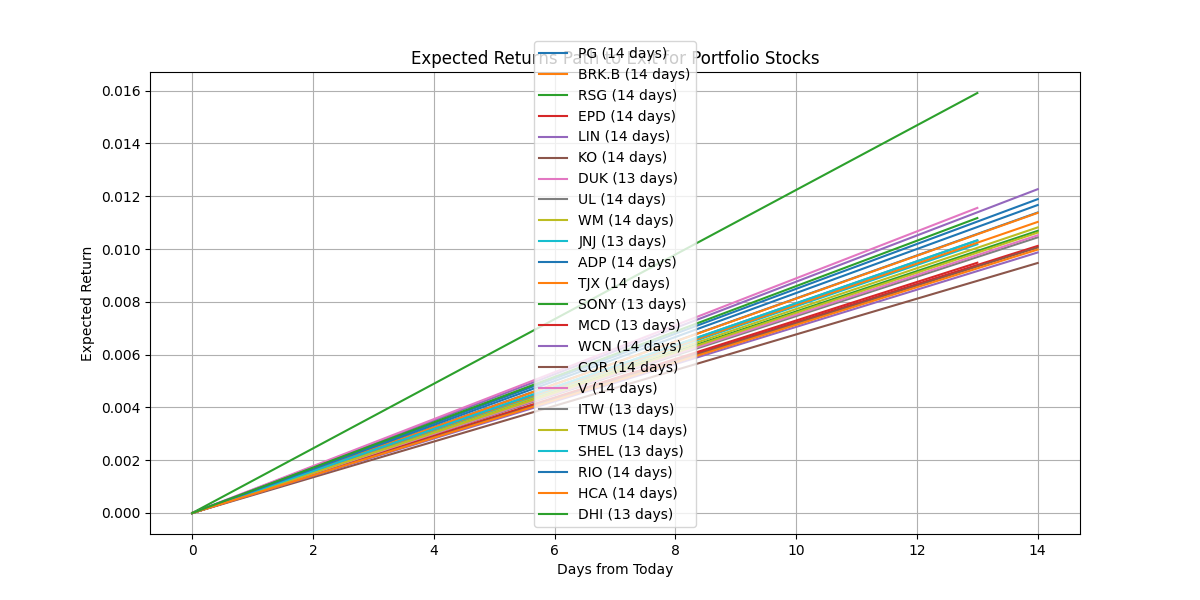 Expected Returns Path to Exit for Portfolio Stocks
PG (14 days)
BRK.B (14 days)
RSG (14 days)
EPD (14 days)
LIN (14 days)
KO (14 days)
DUK (13 days)
UL (14 days)
WM (14 days)
JNJ (13 days)
ADP (14 days)
TJX (14 days)
SONY (13 days)
MCD (13 days)
WCN (14 days)
COR (14 days)
V (14 days)
ITW (13 days)
TMUS (14 days)
SHEL (13 days)
RIO (14 days)
HCA (14 days)
DHI (13 days)
Expected Return
0.016
0.014
0.012
0.010
0.008
0.006
0.004
0.002
0.000
0 2 4 6 8 10 12 14
Days from Today